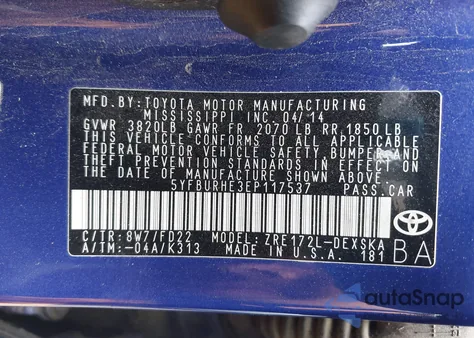 MFD.BY:TOYOTA MOTOR MANUFACTURING
MISSISSIPPI INC 04/14
GVWR 3820LB GAWR FR 2070 LB RR 1850 LB
THIS VEHICLE CONFORMS TO ALL APPLICABLE
FEDERAL MOTOR VEHICLE SAFETY, BUMPER, AND
THEFT PREVENTION STANDARDS IN EFFECT ON
THE DATE OF MANUFACTURE SHOWN ABOVE.
5YFBURHE3EP117537 PASS.CAR
C/TR:8W7/FD22 MODEL:ZRE172L-DEXSKA
A/TM:-04A/K313 MADE IN U.S.A. 181
BA
autoSnap